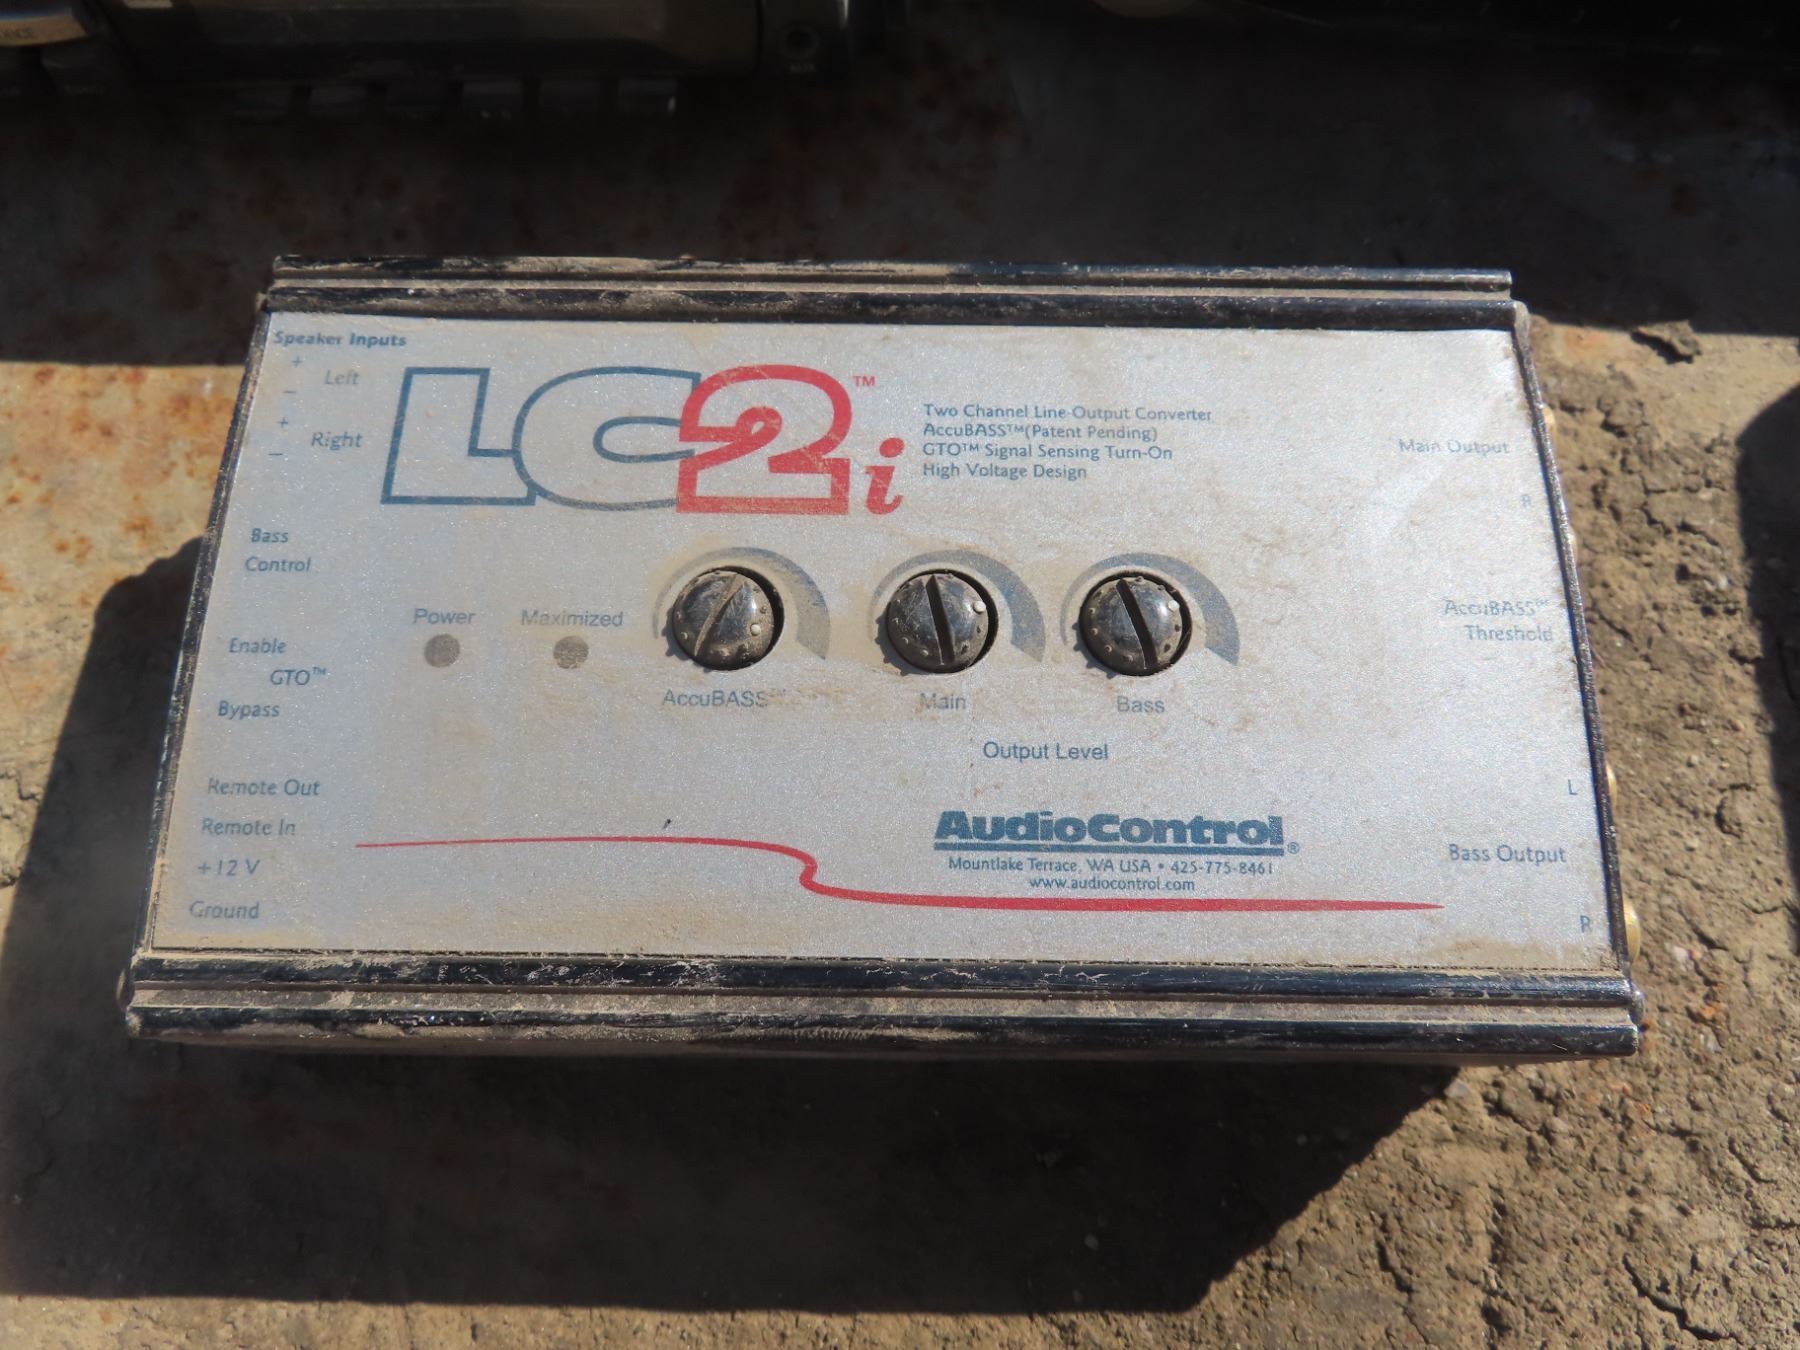 Speaker Inputs
+
Left
–
+
Right
–
LC2i™
Two Channel Line-Output Converter
AccuBASS™(Patent Pending)
GTO™ Signal Sensing Turn-On
High Voltage Design
Main Output
R
Bass
Control
Enable
GTO™
Bypass
Power
Maximized
AccuBASS™
Main
Bass
Output Level
AccuBASS™
Threshold
Remote Out
Remote In
+12 V
Ground
AudioControl®
Mountlake Terrace, WA USA • 425-775-8461
www.audiocontrol.com
L
Bass Output
R